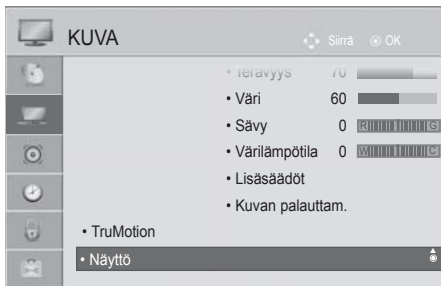 KUVA Siirrä OK
• Terävyys 70
• Väri 60
• Sävy 0 R G
• Värilämpötila 0 W C
• Lisäsäädöt
• Kuvan palauttam.
• TruMotion
• Näyttö